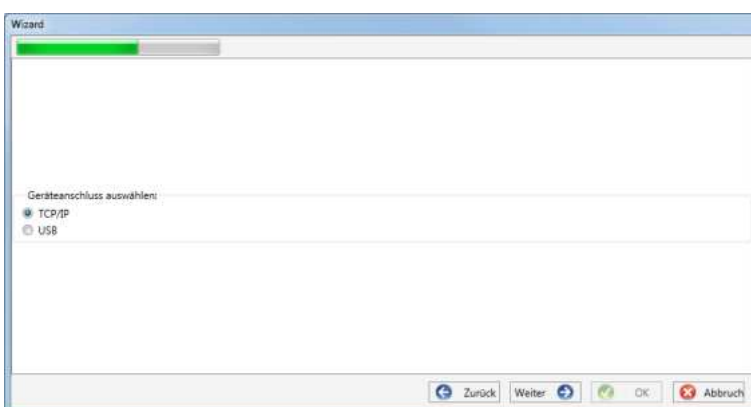 Wizard
Geräteanschluss auswählen:
TCP/IP
USB
Zurück Weiter OK Abbruch